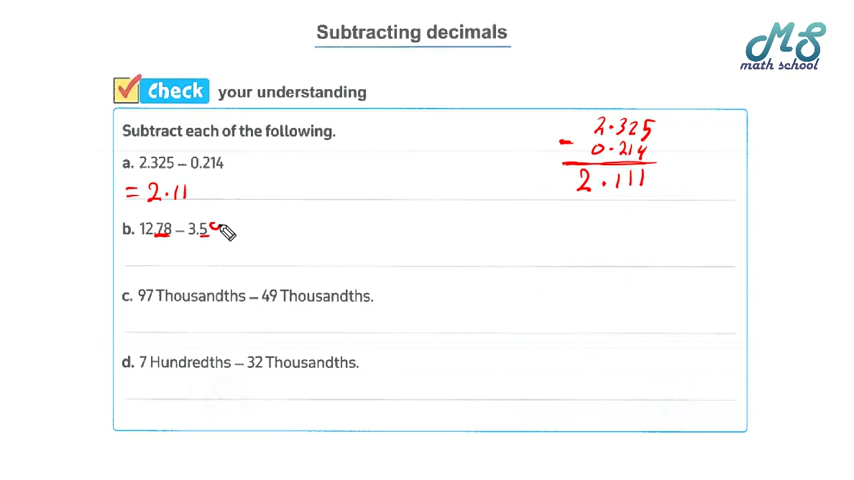 Subtracting decimals
MS
math school
Check your understanding
Subtract each of the following.
a. 2.325 – 0.214
= 2.11
2.325
- 0.214
2.111
b. 12.78 – 3.5
c. 97 Thousandths – 49 Thousandths.
d. 7 Hundredths – 32 Thousandths.